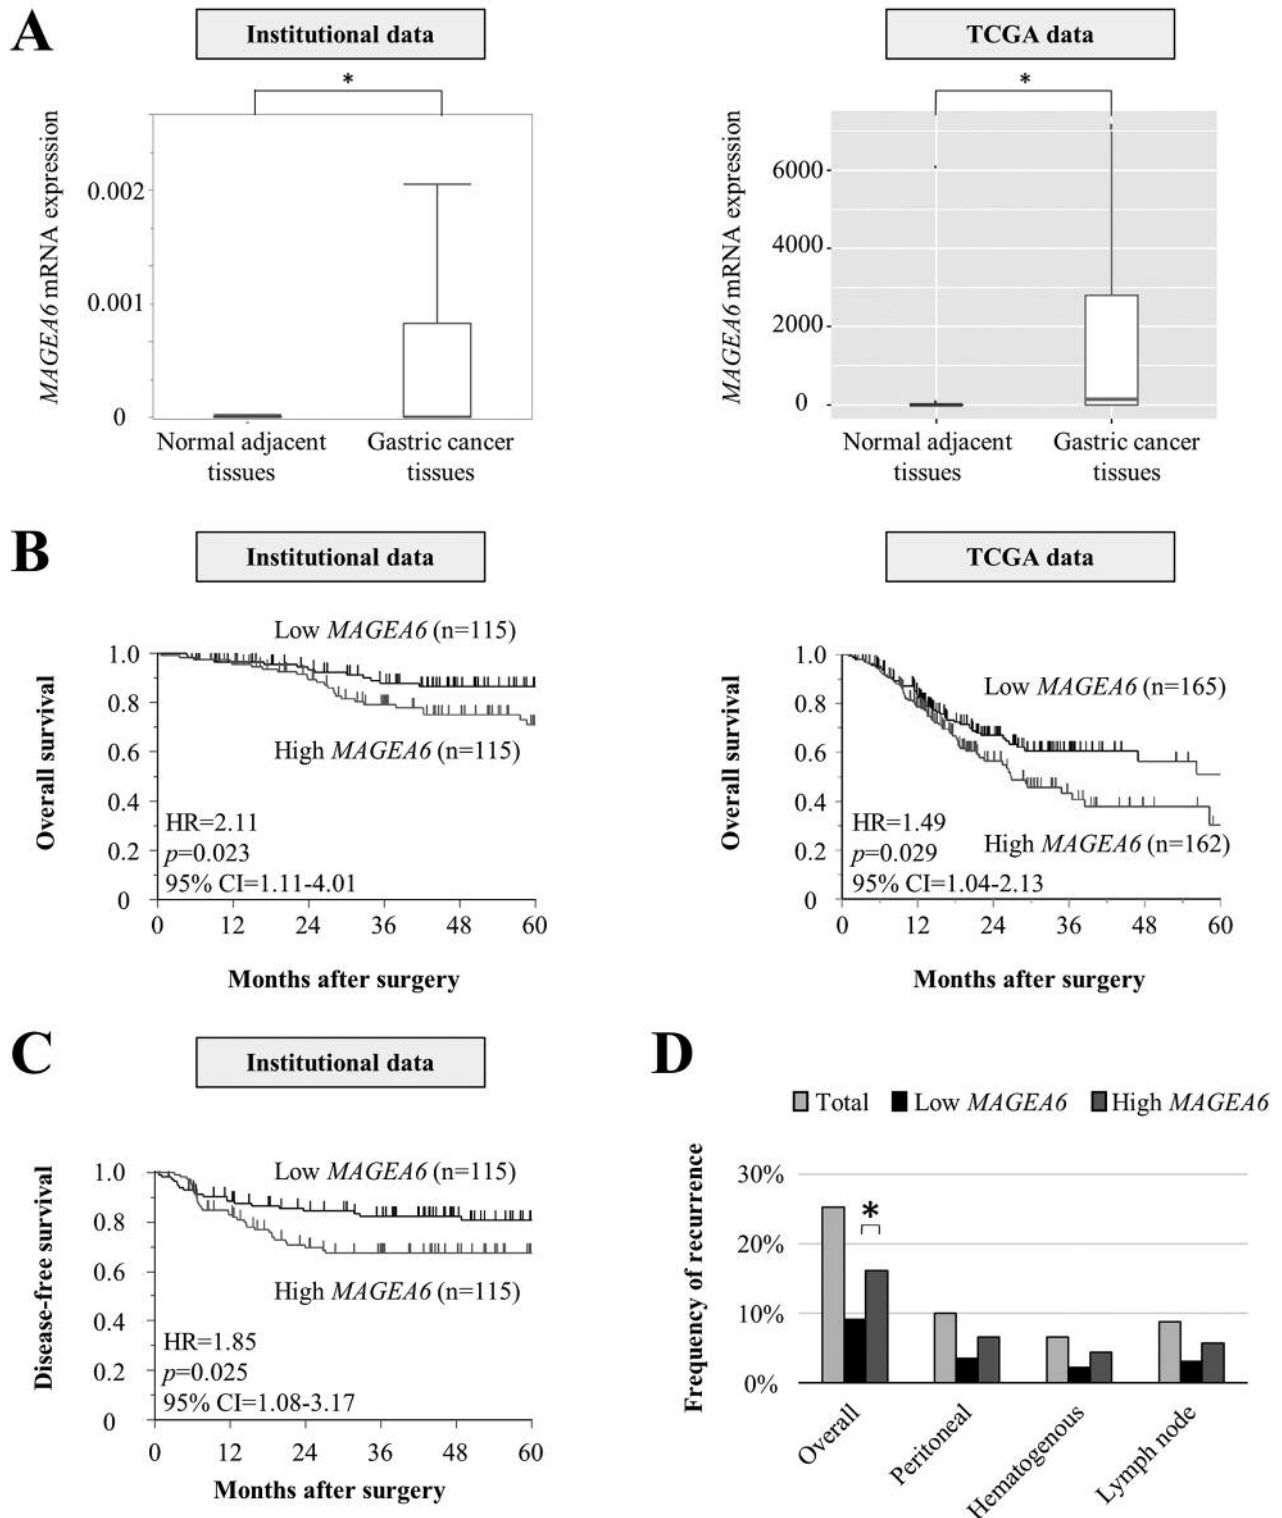 A
Institutional data
TCGA data
*
*
MAGEA6 mRNA expression
0.002
0.001
0
Normal adjacent
tissues
Gastric cancer
tissues
MAGEA6 mRNA expression
6000
4000
2000
0
Normal adjacent
tissues
Gastric cancer
tissues
B
Institutional data
TCGA data
Overall survival
1.0
0.8
0.6
0.4
0.2
0
Low MAGEA6 (n=115)
High MAGEA6 (n=115)
HR=2.11
p=0.023
95% CI=1.11-4.01
0 12 24 36 48 60
Months after surgery
Overall survival
1.0
0.8
0.6
0.4
0.2
0
Low MAGEA6 (n=165)
High MAGEA6 (n=162)
HR=1.49
p=0.029
95% CI=1.04-2.13
0 12 24 36 48 60
Months after surgery
C
Institutional data
Disease-free survival
1.0
0.8
0.6
0.4
0.2
0
Low MAGEA6 (n=115)
High MAGEA6 (n=115)
HR=1.85
p=0.025
95% CI=1.08-3.17
0 12 24 36 48 60
Months after surgery
D
Total Low MAGEA6 High MAGEA6
Frequency of recurrence
30%
20%
10%
0%
*
Overall
Peritoneal
Hematogenous
Lymph node